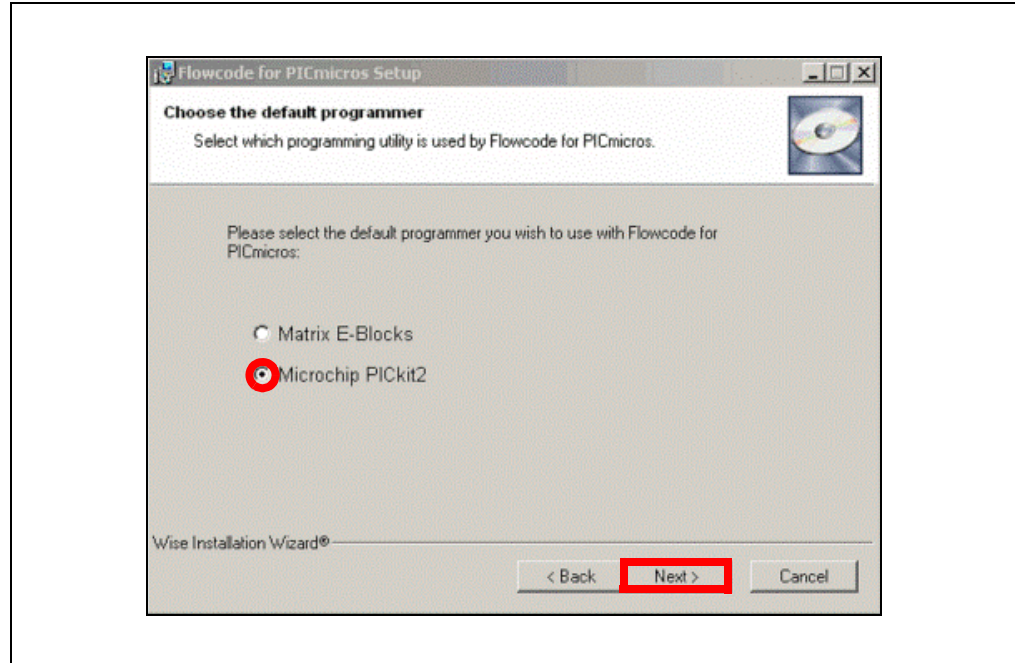 Flowcode for PICmicros Setup
Choose the default programmer
Select which programming utility is used by Flowcode for PICmicros.
Please select the default programmer you wish to use with Flowcode for
PICmicros:
Matrix E-Blocks
Microchip PICkit2
Wise Installation Wizard®
< Back Next > Cancel